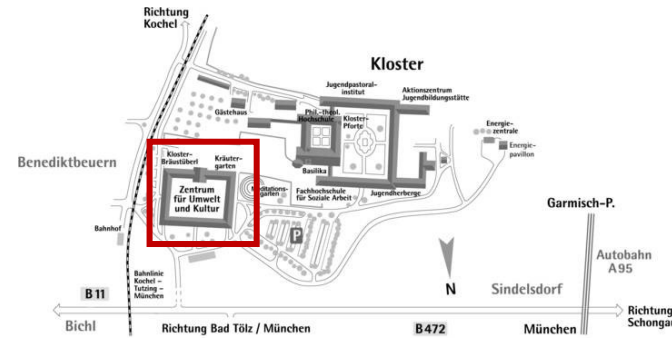 Richtung
Kochel
Kloster
Jugendpastoral-
institut
Aktionszentrum
Jugendbildungsstätte
Gästehaus
Phil.-theol.
Hochschule
Kloster-
Pforte
Energie-
zentrale
Energie-
pavillon
Benediktbeuern
Kloster-
Bräustüberl
Kräuter-
garten
Basilika
Zentrum
für Umwelt
und Kultur
Meditations-
garten
Fachhochschule
für Soziale Arbeit
Jugendherberge
Garmisch-P.
Bahnhof
P
Autobahn
A 95
Bahnlinie
Kochel -
Tutzing -
München
N
Sindelsdorf
B 11
Richtung
Schongau
Bichl
Richtung Bad Tölz / München
B 472
München